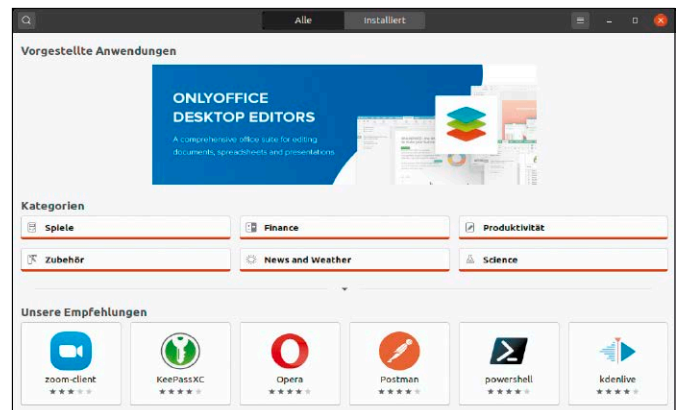 Alle
Installiert
Vorgestellte Anwendungen
ONLYOFFICE
DESKTOP EDITORS
A comprehensive office suite for editing
documents, spreadsheets and presentations
Kategorien
Spiele
Finance
Produktivität
Zubehör
News and Weather
Science
Unsere Empfehlungen
zoom-client
KeePassXC
Opera
Postman
powershell
kdenlive